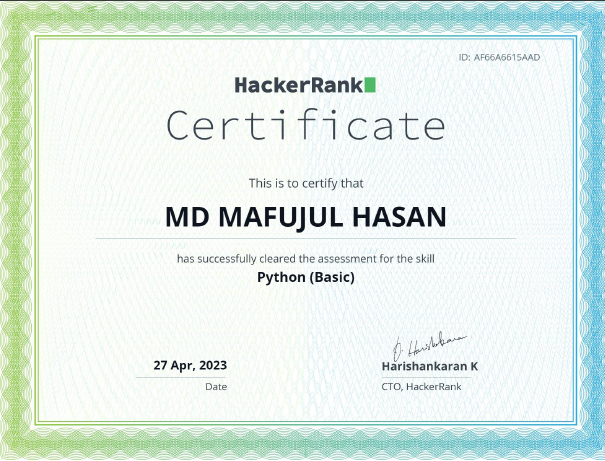 ID: AF66A6615AAD
HackerRank
Certificate
This is to certify that
MD MAFUJUL HASAN
has successfully cleared the assessment for the skill
Python (Basic)
27 Apr, 2023
Date
Harishankaran K
CTO, HackerRank